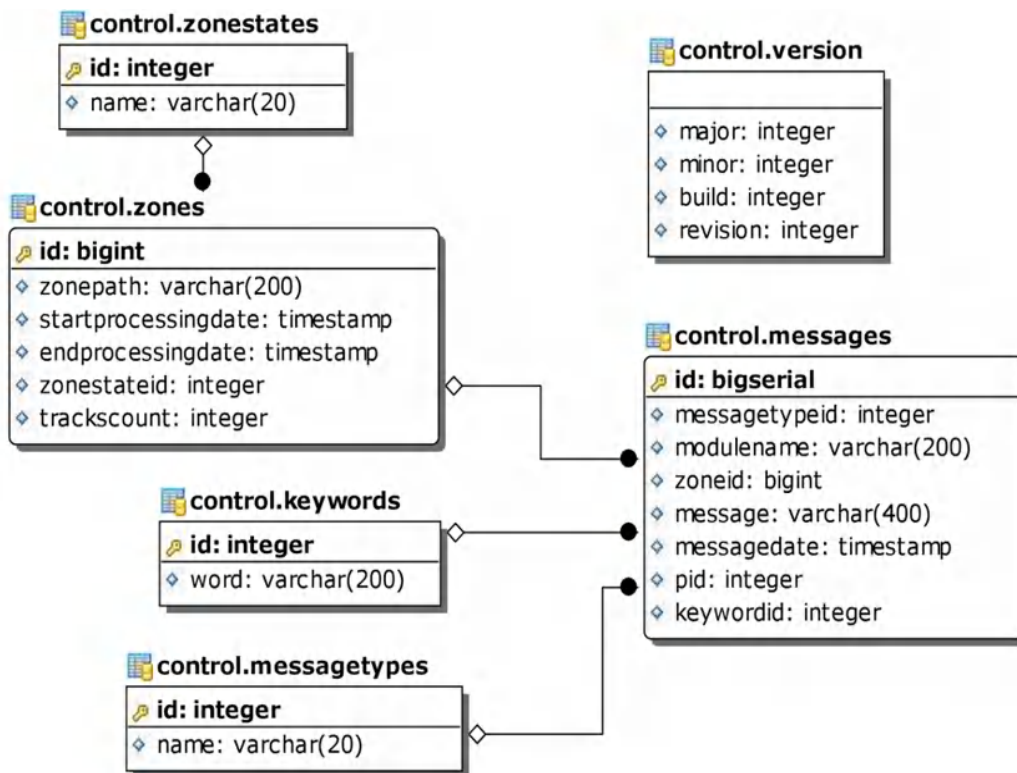 control.zonestates
id: integer
name: varchar(20)
control.version
major: integer
minor: integer
build: integer
revision: integer
control.zones
id: bigint
zonepath: varchar(200)
startprocessingdate: timestamp
endprocessingdate: timestamp
zonestateid: integer
trackscount: integer
control.messages
id: bigserial
messagetypeid: integer
modulename: varchar(200)
zoneid: bigint
message: varchar(400)
messagedate: timestamp
pid: integer
keywordid: integer
control.keywords
id: integer
word: varchar(200)
control.messagetypes
id: integer
name: varchar(20)